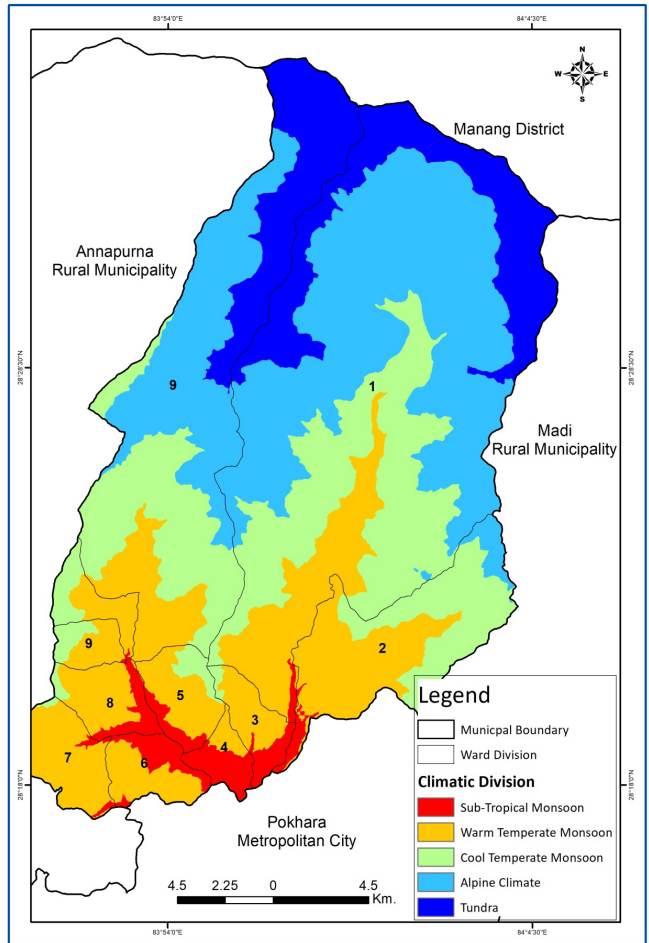 83°54'0"E
84°4'30"E
N
W
E
S
Manang District
Annapurna
Rural Municipality
28°28'30"N
28°28'30"N
9
1
Madi
Rural Municipality
9
2
5
8
3
7
4
6
28°18'0"N
28°18'0"N
Pokhara
Metropolitan City
Legend
Municpal Boundary
Ward Division
Climatic Division
Sub-Tropical Monsoon
Warm Temperate Monsoon
Cool Temperate Monsoon
Alpine Climate
Tundra
4.5 2.25 0 4.5
Km.
83°54'0"E
84°4'30"E